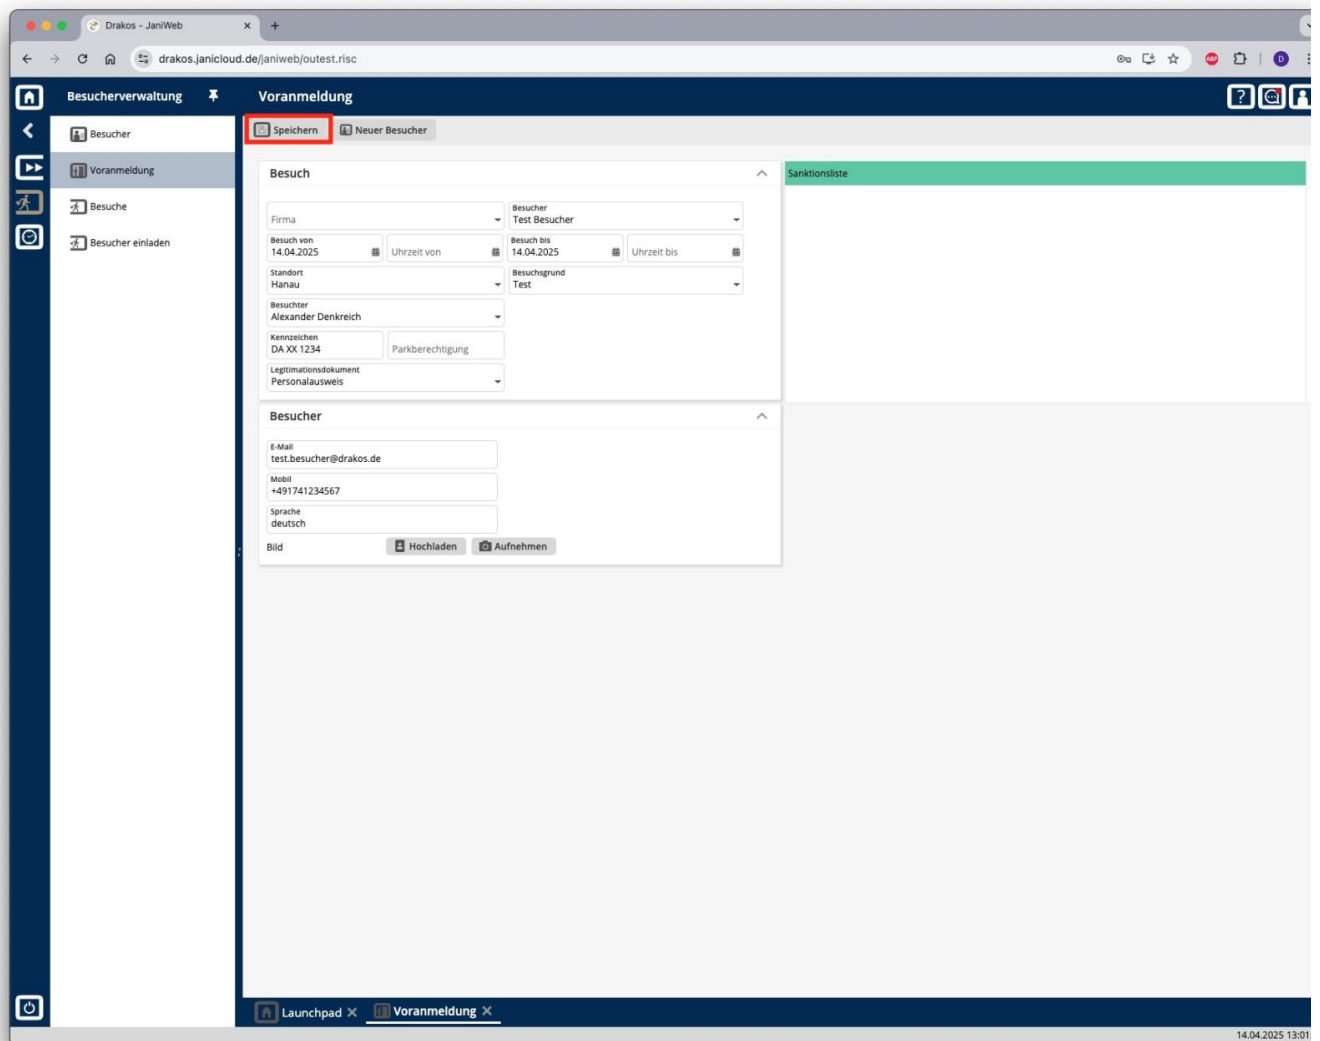 Drakos - JaniWeb
drakos.janicloud.de/janiweb/outest.risc
ABP
D
Besucherverwaltung
Voranmeldung
?
Besucher
Voranmeldung
Besuche
Besucher einladen
Speichern
Neuer Besucher
Besuch
Sanktionsliste
Firma
Besucher
Test Besucher
Besuch von
14.04.2025
Uhrzeit von
Besuch bis
14.04.2025
Uhrzeit bis
Standort
Hanau
Besuchsgrund
Test
Besuchter
Alexander Denkreich
Kennzeichen
DA XX 1234
Parkberechtigung
Legitimationsdokument
Personalausweis
Besucher
E-Mail
test.besucher@drakos.de
Mobil
+491741234567
Sprache
deutsch
Bild
Hochladen
Aufnehmen
Launchpad
Voranmeldung
14.04.2025 13:01: